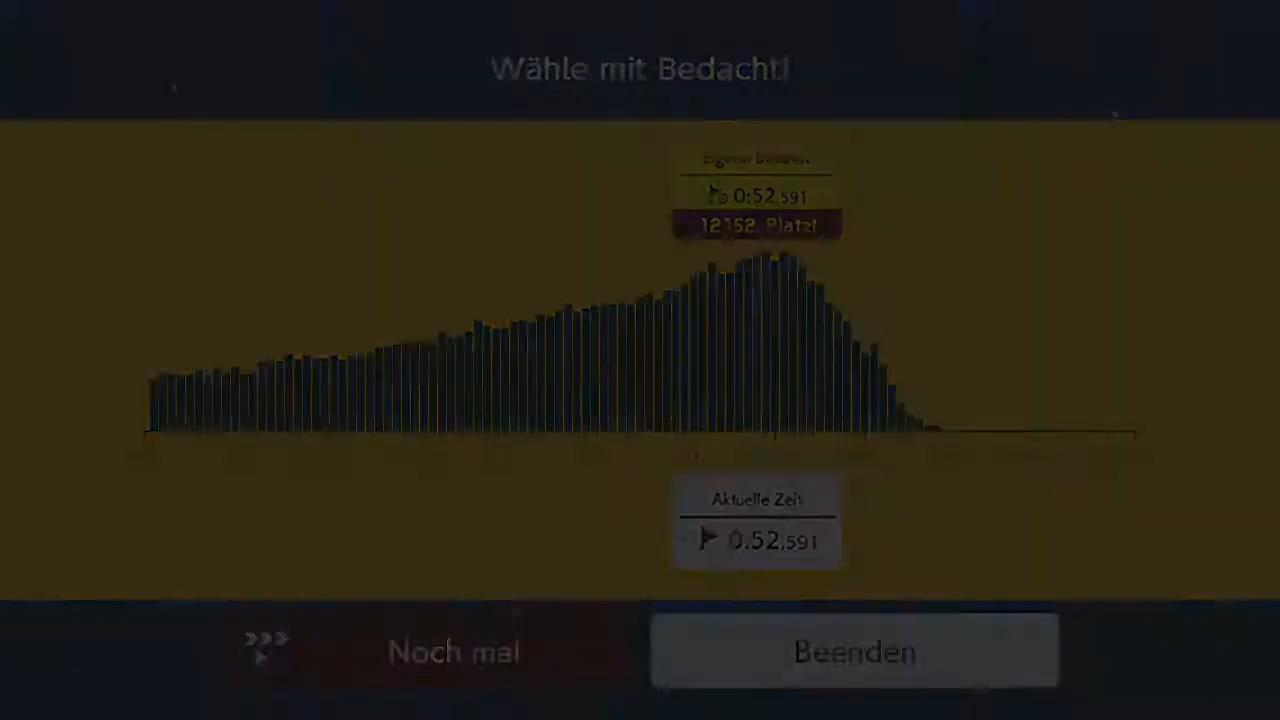 Wähle mit Bedacht!
0:52.591
12152. Platz!
Aktuelle Zeit
0:52.591
Noch mal
Beenden